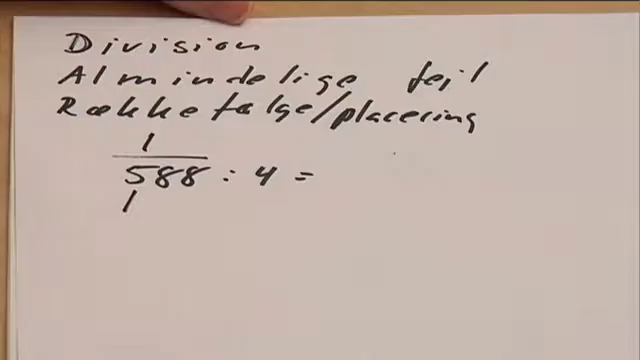 Division
Almindelige fejl
Rækkefølge/placering
1
588 : 4 =
1